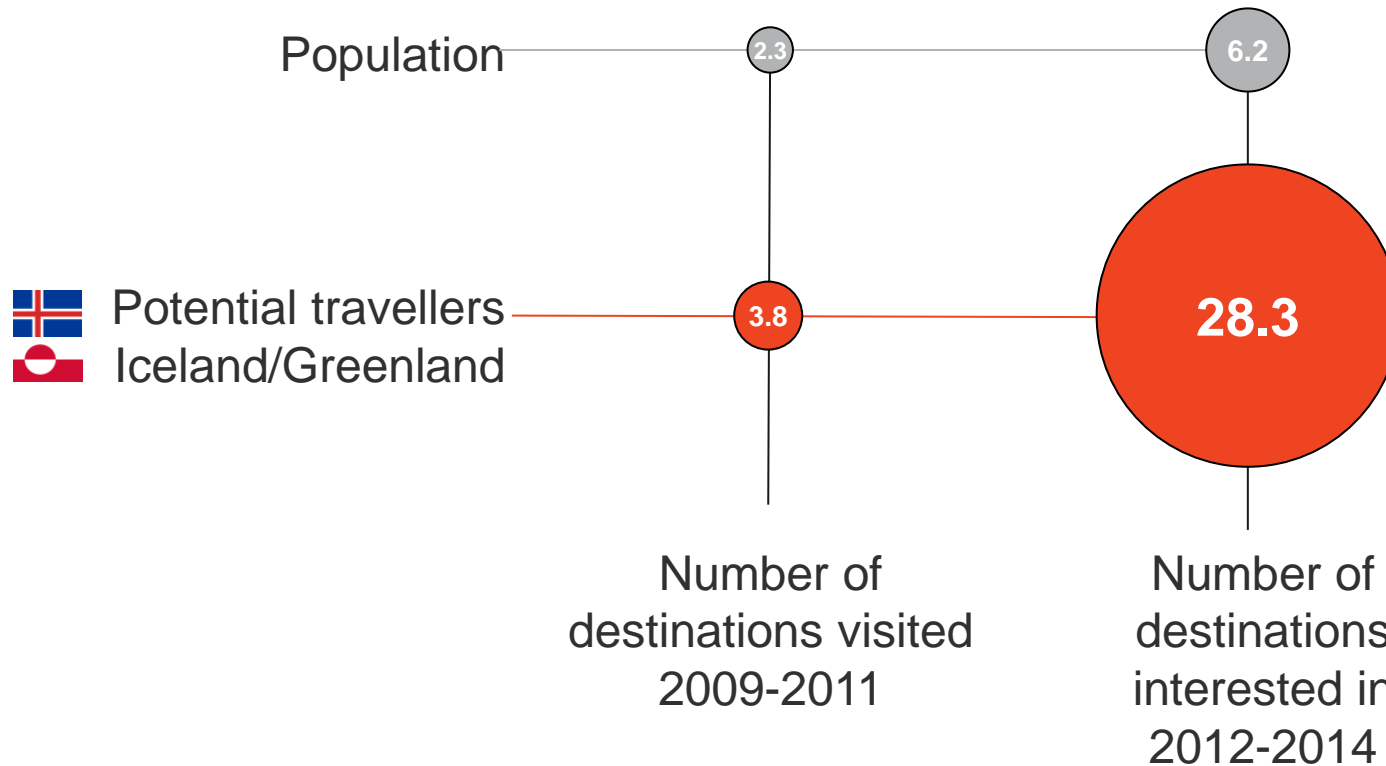 Population
2.3
6.2
Potential travellers
Iceland/Greenland
3.8
28.3
Number of
destinations visited
2009-2011
Number of
destinations
interested in
2012-2014